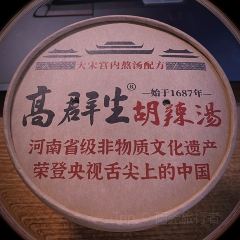 大宋宫内熬汤配方
高群生®
—始于1687年—
胡辣湯
河南省级非物质文化遗产
荣登央视舌尖上的中国